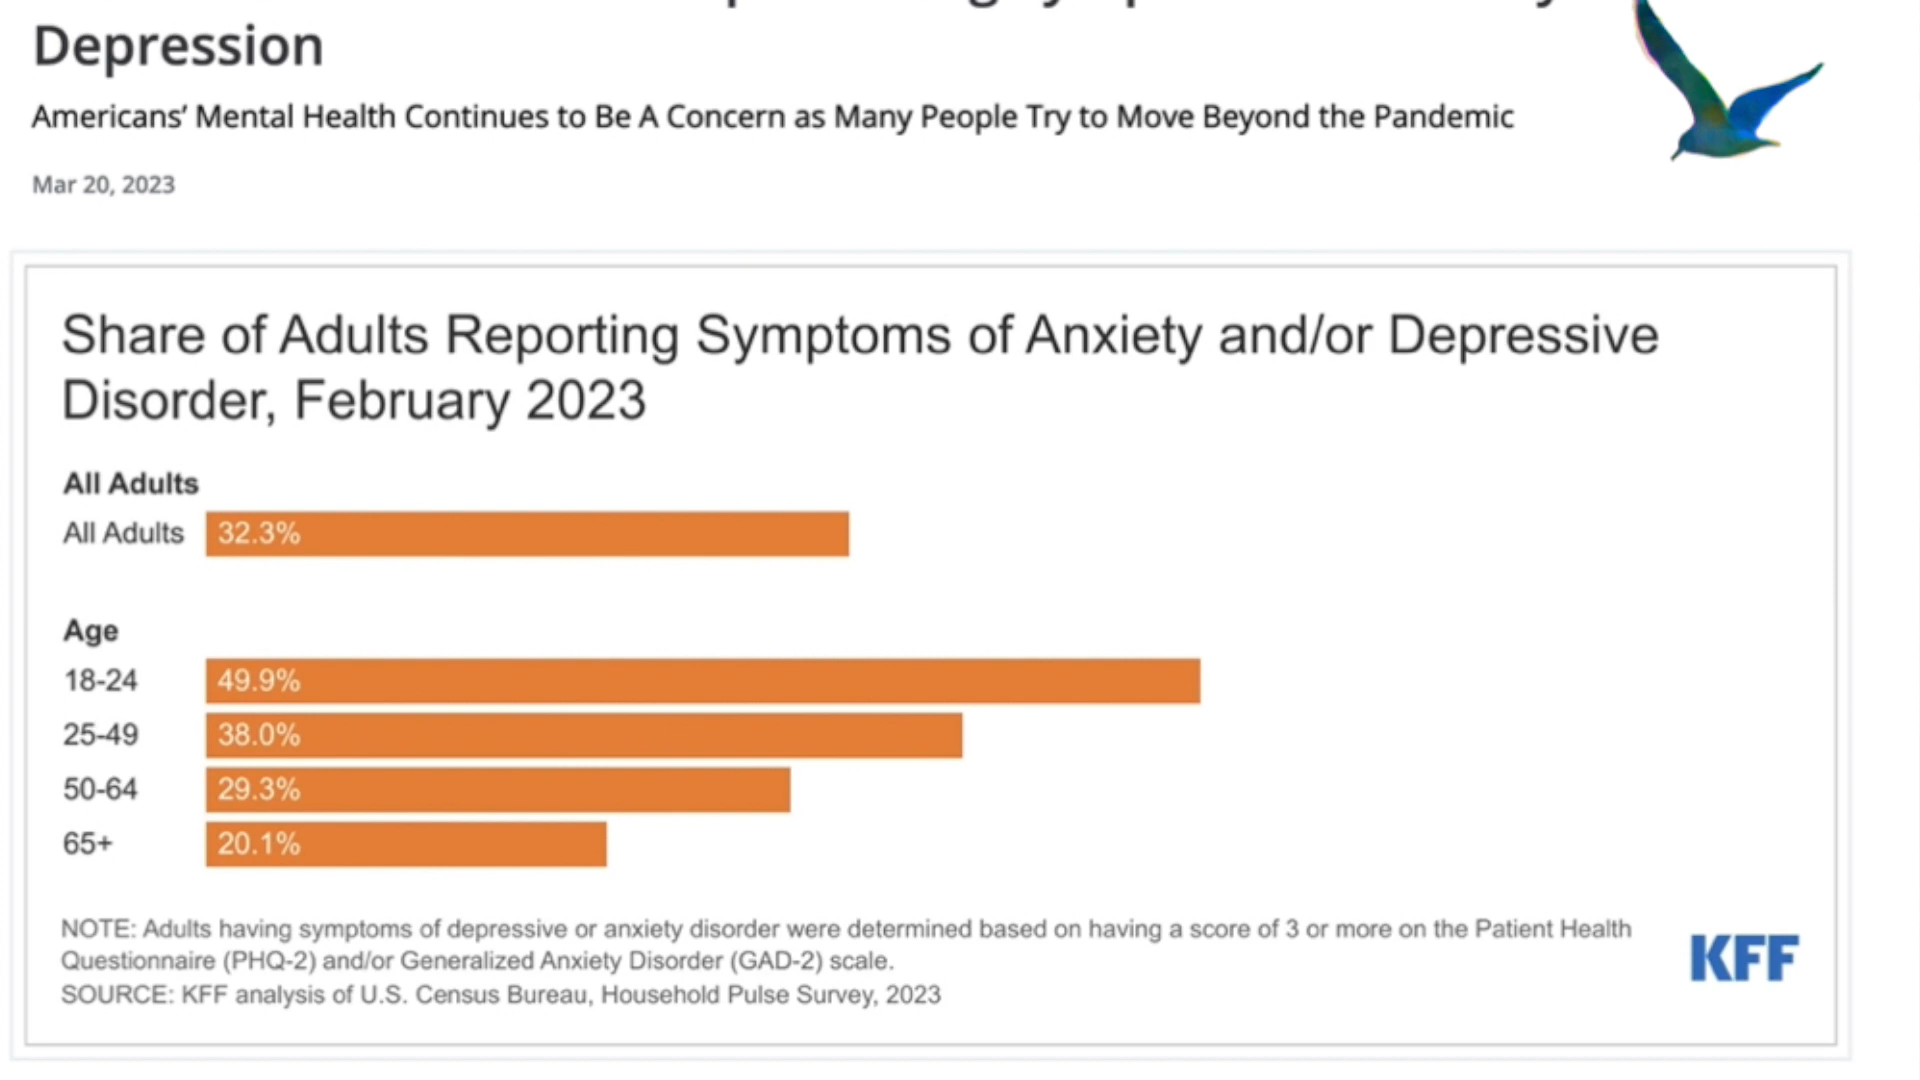 Depression
Americans’ Mental Health Continues to Be A Concern as Many People Try to Move Beyond the Pandemic
Mar 20, 2023
Share of Adults Reporting Symptoms of Anxiety and/or Depressive
Disorder, February 2023
All Adults
All Adults 32.3%
Age
18-24 49.9%
25-49 38.0%
50-64 29.3%
65+ 20.1%
NOTE: Adults having symptoms of depressive or anxiety disorder were determined based on having a score of 3 or more on the Patient Health
Questionnaire (PHQ-2) and/or Generalized Anxiety Disorder (GAD-2) scale.
SOURCE: KFF analysis of U.S. Census Bureau, Household Pulse Survey, 2023
KFF